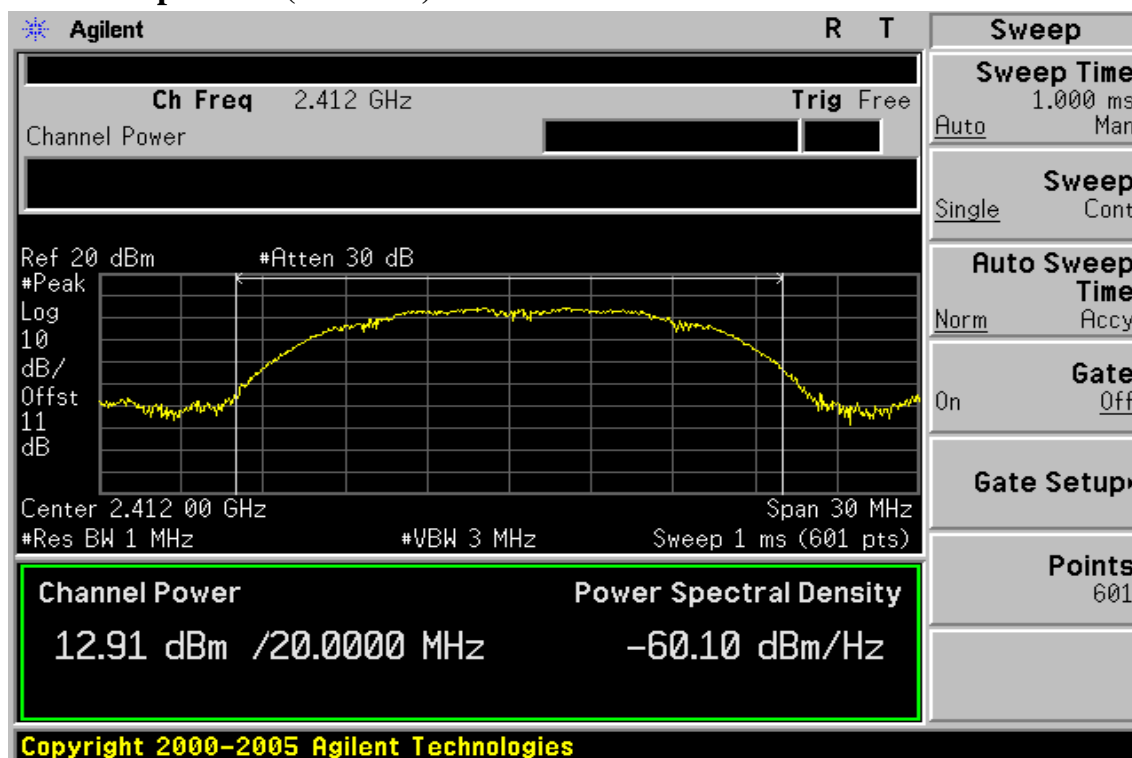 Agilent R T
Ch Freq 2.412 GHz Trig Free
Channel Power
Ref 20 dBm #Atten 30 dB
#Peak
Log
10
dB/
Offst
11
dB
Center 2.412 00 GHz Span 30 MHz
#Res BW 1 MHz #VBW 3 MHz Sweep 1 ms (601 pts)
Channel Power Power Spectral Density
12.91 dBm /20.0000 MHz -60.10 dBm/Hz
Copyright 2000-2005 Agilent Technologies
Sweep
Sweep Time
1.000 ms
Auto Man
Sweep
Single Cont
Auto Sweep
Time
Norm Accy
Gate
On Off
Gate Setup
Points
601